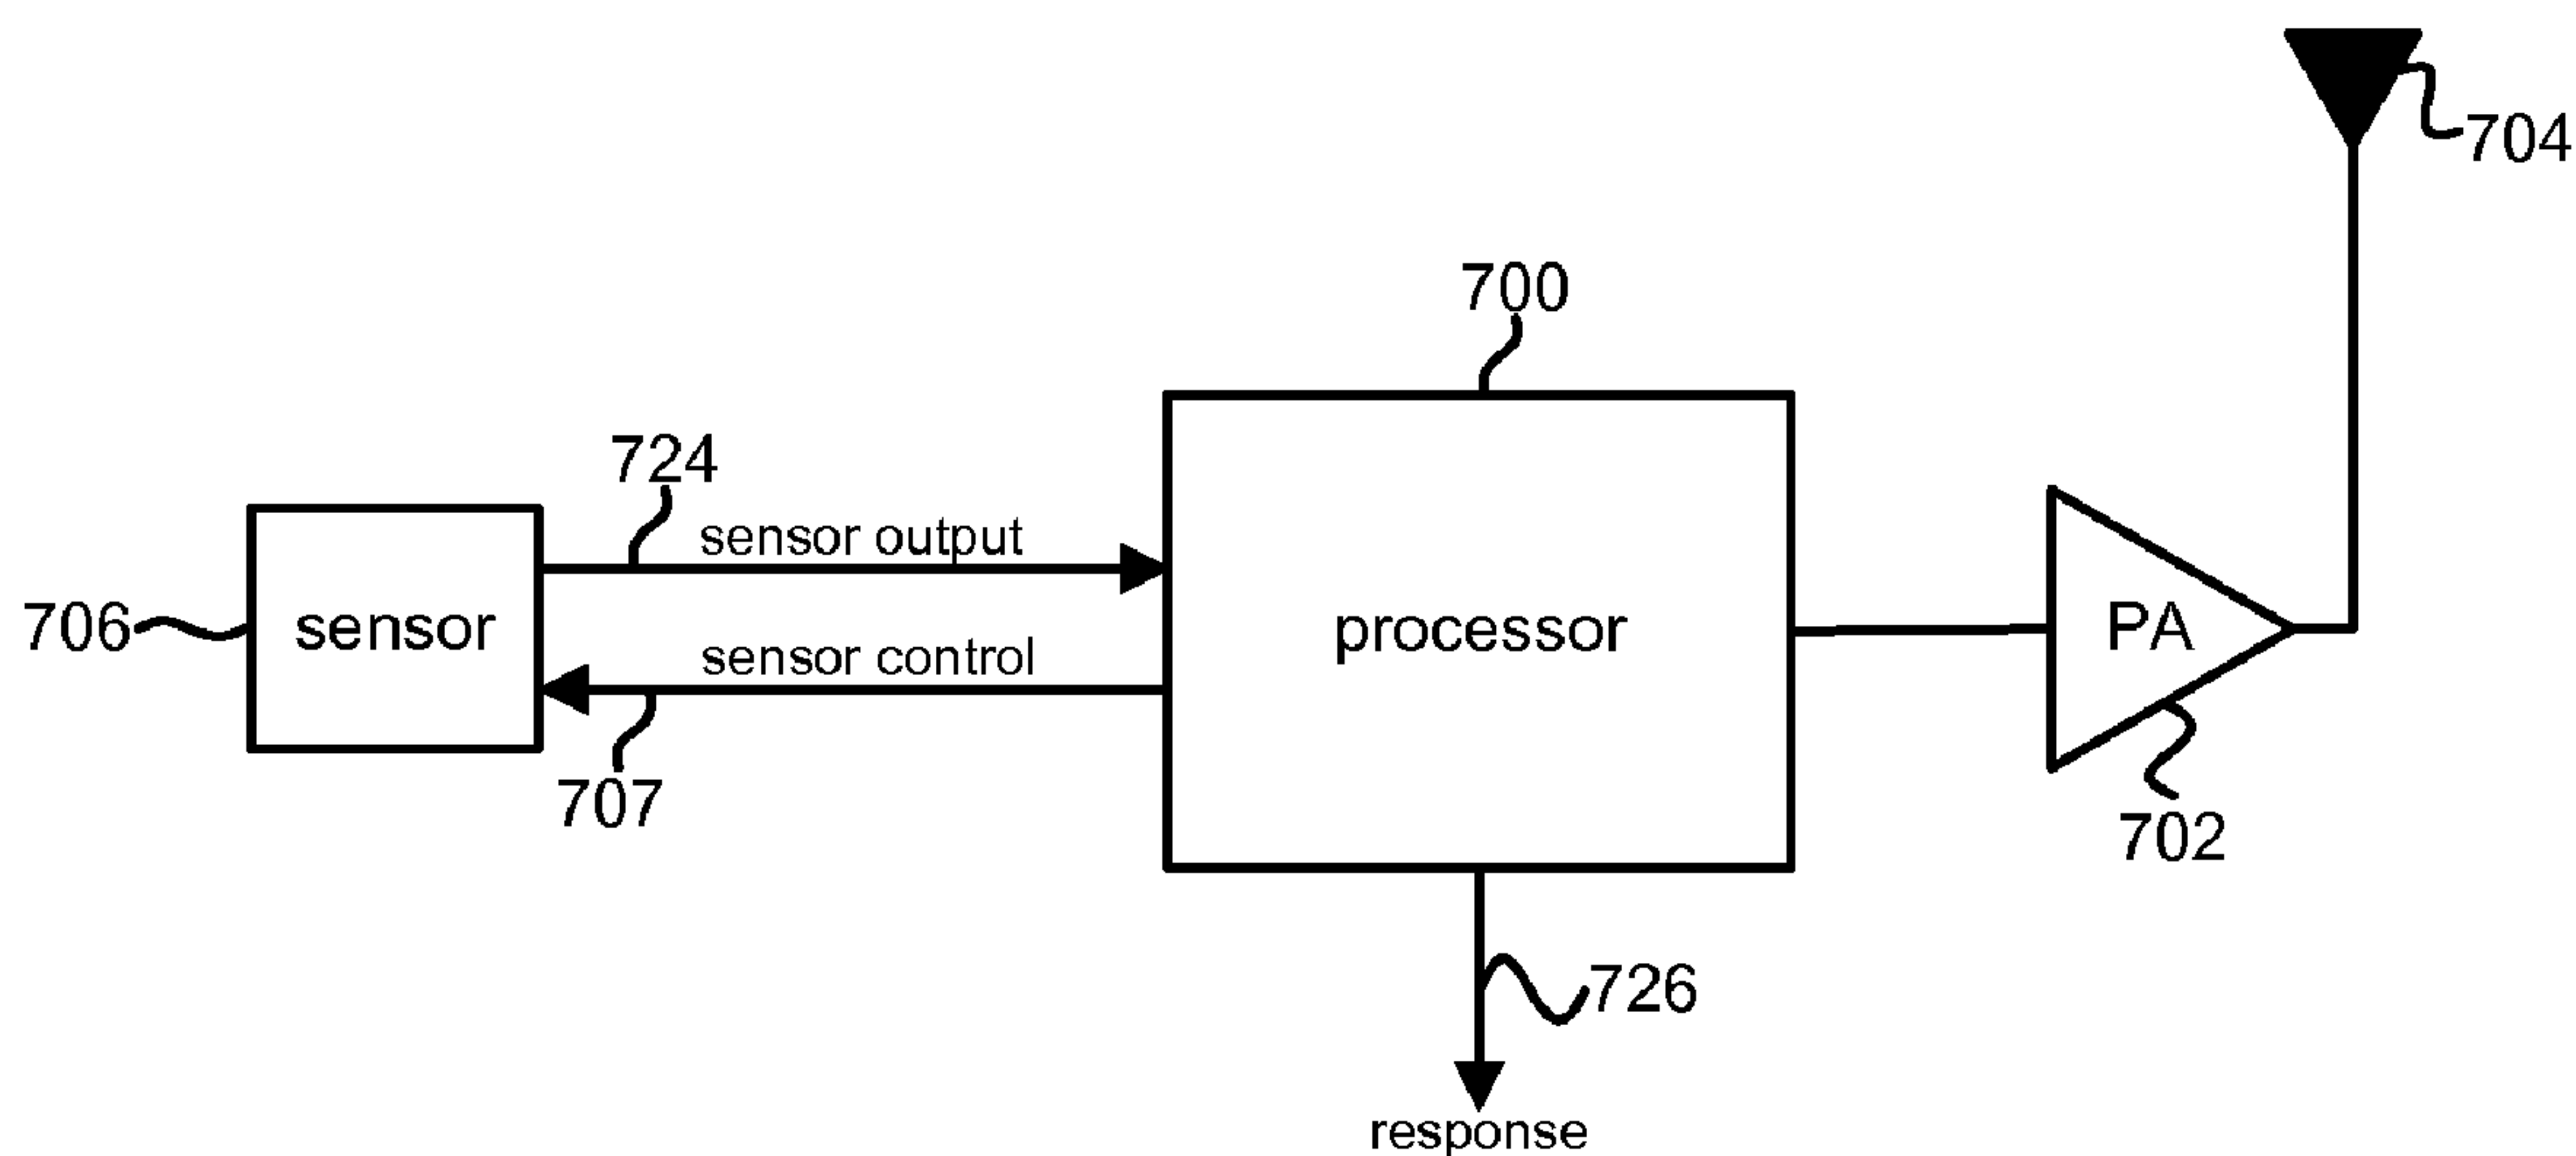 704
700
724
sensor output
706
sensor
processor
PA
sensor control
707
702
726
response